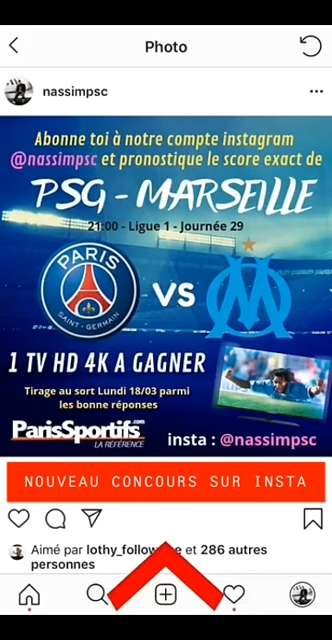 Photo
nassimpsc
Abonne toi à notre compte instagram
@nassimpsc et pronostique le score exact de
PSG - MARSEILLE
21:00 - Ligue 1 - Journée 29
PARIS
SAINT-GERMAIN
VS
1 TV HD 4K A GAGNER
Tirage au sort Lundi 18/03 parmi
les bonne réponses
ParisSportifs.com
LA RÉFÉRENCE
insta : @nassimpsc
NOUVEAU CONCOURS SUR INSTA
Aimé par et 286 autres
personnes